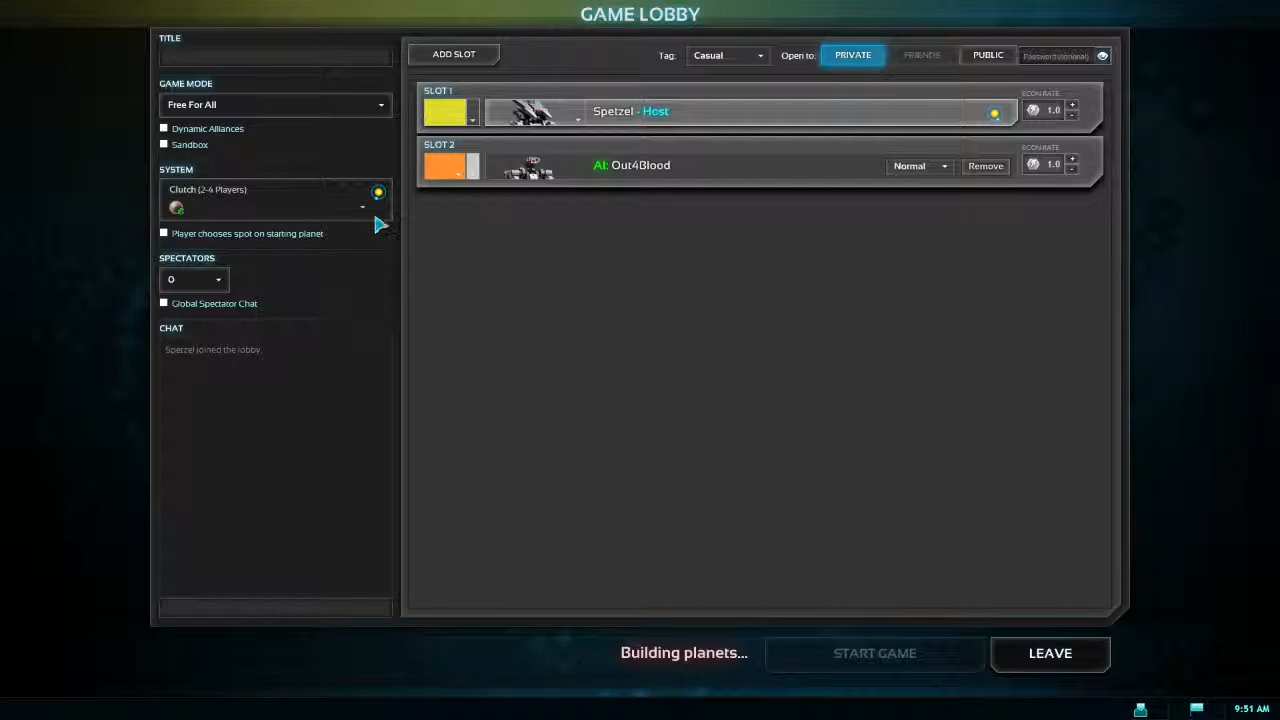 GAME LOBBY
TITLE
GAME MODE
Free For All
Dynamic Alliances
Sandbox
SYSTEM
Clutch (2-4 Players)
Player chooses spot on starting planet
SPECTATORS
0
Global Spectator Chat
CHAT
Spetzel joined the lobby.
ADD SLOT
Tag: Casual
Open to: PRIVATE FRIENDS PUBLIC Password (optional)
SLOT 1
Spetzel - Host
ECON RATE
1.0 + -
SLOT 2
AI: Out4Blood
Normal
Remove
ECON RATE
1.0 + -
Building planets...
START GAME
LEAVE
9:51 AM